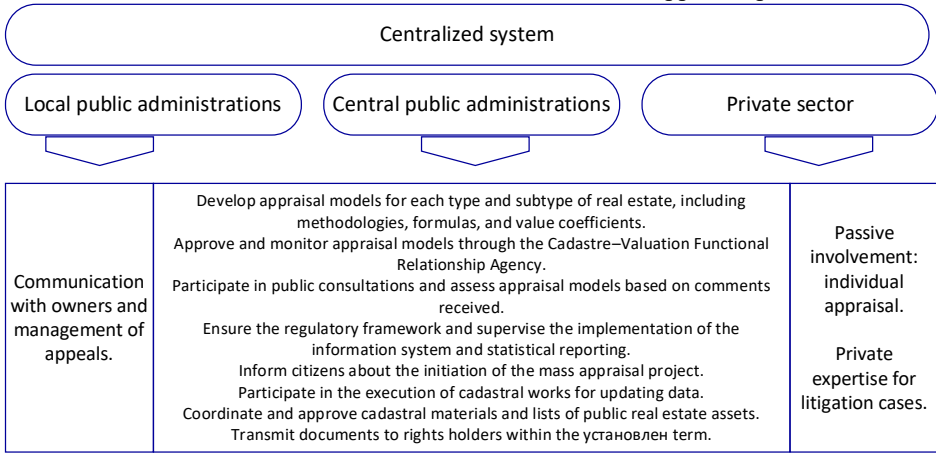 Centralized system
Local public administrations
Central public administrations
Private sector
Communication
with owners and
management of
appeals.
Develop appraisal models for each type and subtype of real estate, including
methodologies, formulas, and value coefficients.
Approve and monitor appraisal models through the Cadastre–Valuation Functional
Relationship Agency.
Participate in public consultations and assess appraisal models based on comments
received.
Ensure the regulatory framework and supervise the implementation of the
information system and statistical reporting.
Inform citizens about the initiation of the mass appraisal project.
Participate in the execution of cadastral works for updating data.
Coordinate and approve cadastral materials and lists of public real estate assets.
Transmit documents to rights holders within the установлен term.
Passive
involvement:
individual
appraisal.
Private
expertise for
litigation cases.